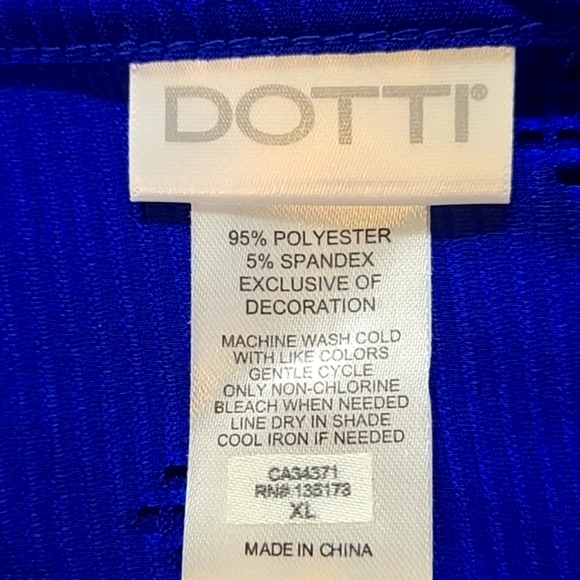 DOTTI®
95% POLYESTER
5% SPANDEX
EXCLUSIVE OF
DECORATION
MACHINE WASH COLD
WITH LIKE COLORS
GENTLE CYCLE
ONLY NON-CHLORINE
BLEACH WHEN NEEDED
LINE DRY IN SHADE
COOL IRON IF NEEDED
CA34371
RN# 136173
XL
MADE IN CHINA